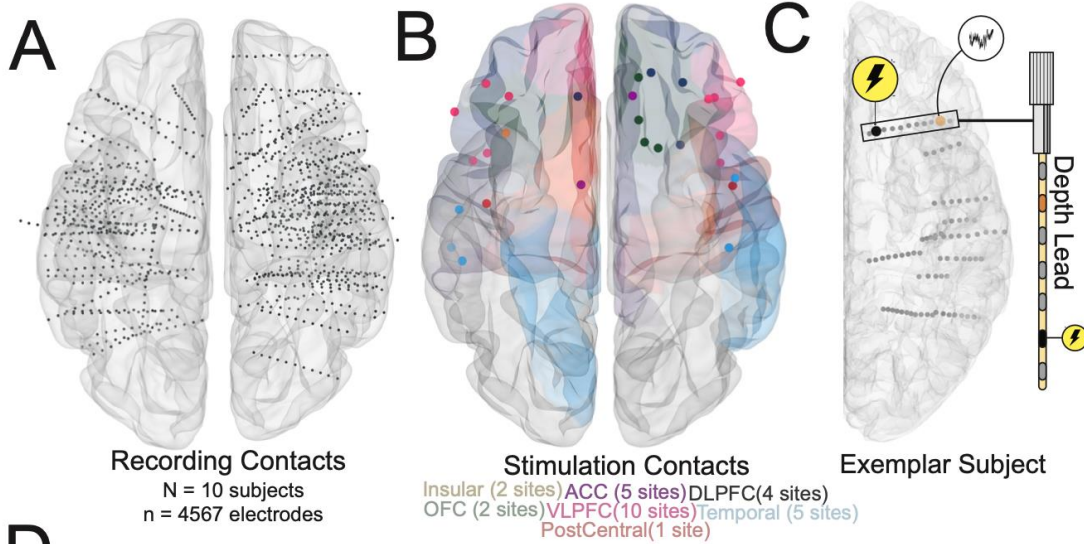 A
B
C
Depth Lead
Recording Contacts
N = 10 subjects
n = 4567 electrodes
Stimulation Contacts
Insular (2 sites) ACC (5 sites) DLPFC(4 sites)
OFC (2 sites) VLPFC(10 sites) Temporal (5 sites)
PostCentral(1 site)
Exemplar Subject
D